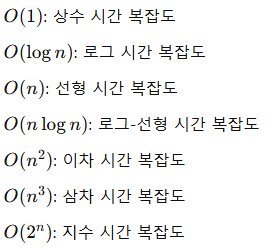 O(1): 상수 시간 복잡도
O(log n): 로그 시간 복잡도
O(n): 선형 시간 복잡도
O(n log n): 로그-선형 시간 복잡도
O(n²): 이차 시간 복잡도
O(n³): 삼차 시간 복잡도
O(2ⁿ): 지수 시간 복잡도